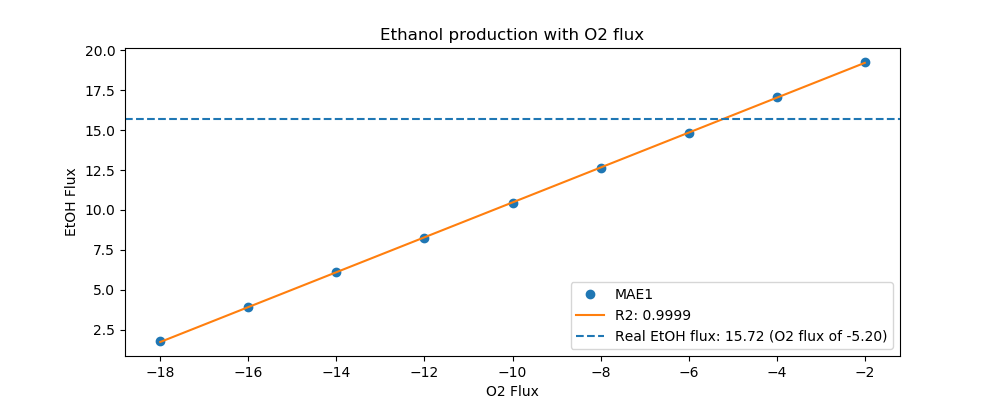 Ethanol production with O2 flux
EtOH Flux
20.0
17.5
15.0
12.5
10.0
7.5
5.0
2.5
MAE1
R2: 0.9999
Real EtOH flux: 15.72 (O2 flux of -5.20)
−18 −16 −14 −12 −10 −8 −6 −4 −2
O2 Flux